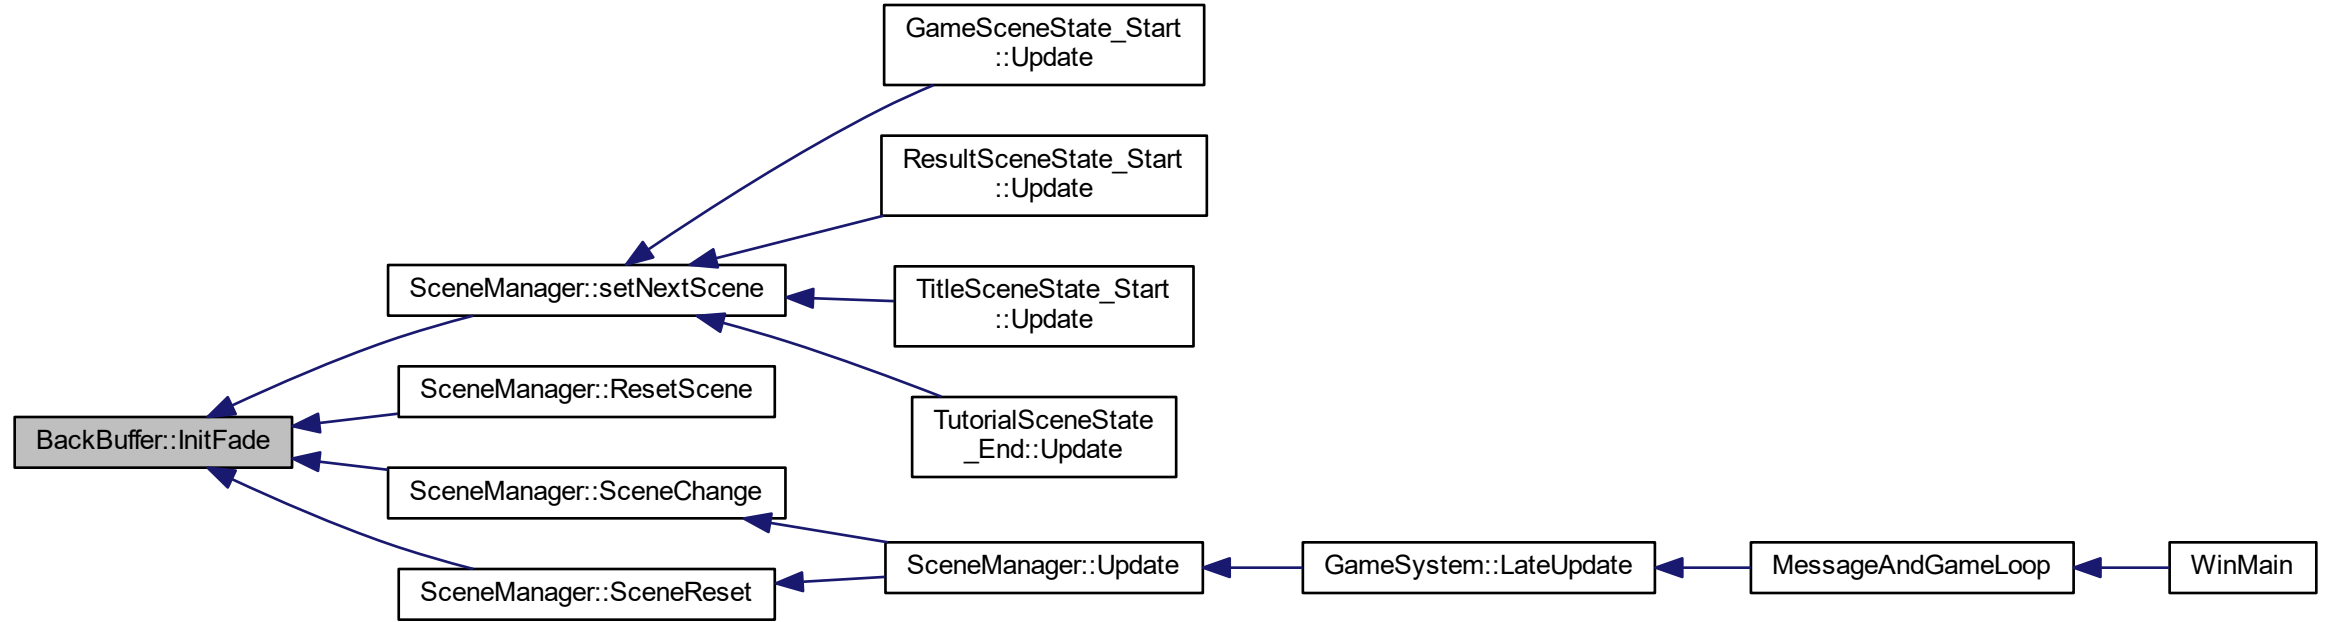 GameSceneState_Start
::Update
ResultSceneState_Start
::Update
SceneManager::setNextScene
TitleSceneState_Start
::Update
SceneManager::ResetScene
TutorialSceneState
_End::Update
BackBuffer::InitFade
SceneManager::SceneChange
SceneManager::SceneReset
SceneManager::Update
GameSystem::LateUpdate
MessageAndGameLoop
WinMain